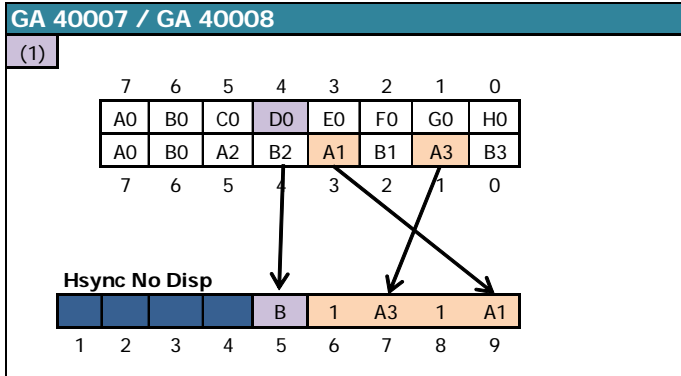 GA 40007 / GA 40008
(1)
7 6 5 4 3 2 1 0
A0 B0 C0 D0 E0 F0 G0 H0
A0 B0 A2 B2 A1 B1 A3 B3
7 6 5 4 3 2 1 0
Hsync No Disp
B 1 A3 1 A1
1 2 3 4 5 6 7 8 9